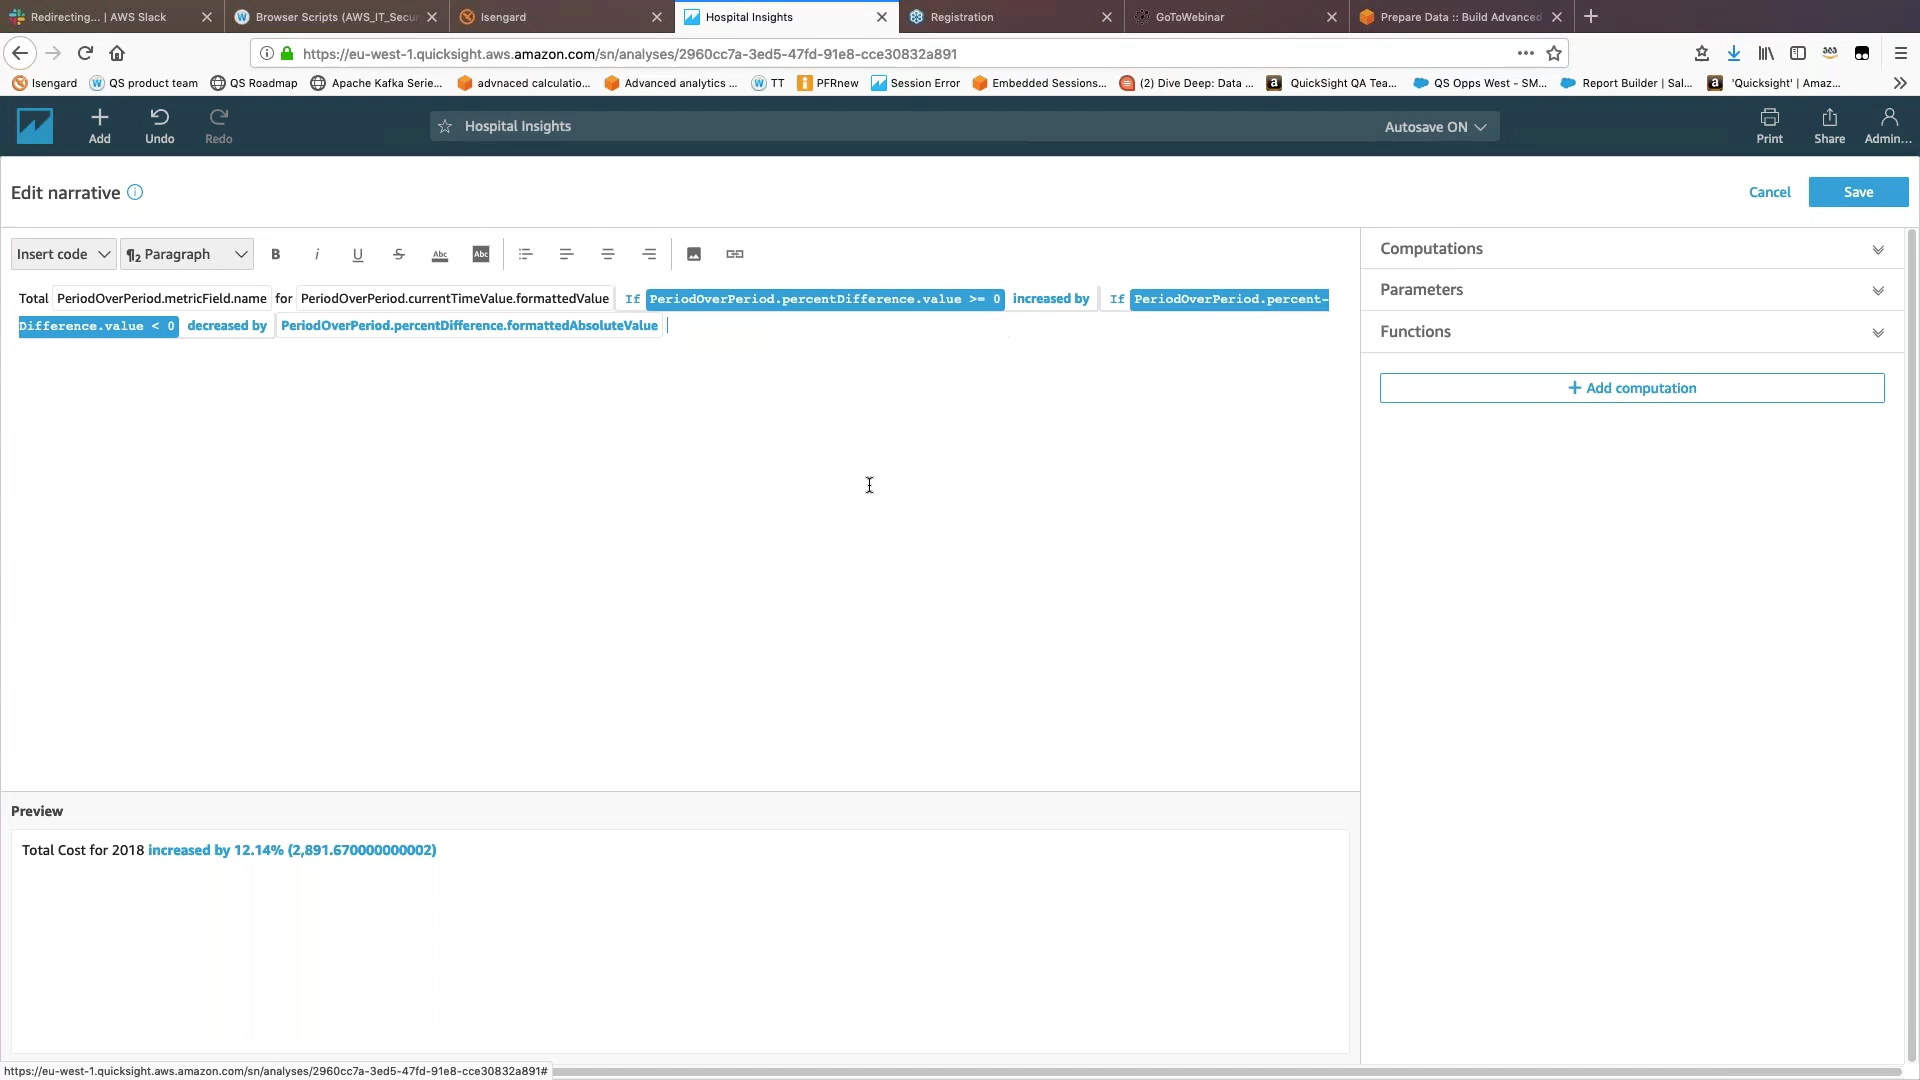 Redirecting... | AWS Slack
Browser Scripts (AWS_IT_Secur
Isengard
Hospital Insights
Registration
GoToWebinar
Prepare Data :: Build Advanced
https://eu-west-1.quicksight.aws.amazon.com/sn/analyses/2960cc7a-3ed5-47fd-91e8-cce30832a891
Isengard
QS product team
QS Roadmap
Apache Kafka Serie...
advnaced calculatio...
Advanced analytics ...
TT
PFRnew
Session Error
Embedded Sessions...
(2) Dive Deep: Data ...
QuickSight QA Tea...
QS Opps West - SM...
Report Builder | Sal...
'Quicksight' | Amaz...
Add
Undo
Redo
Hospital Insights
Autosave ON
Print
Share
Admin...
Edit narrative
Cancel
Save
Insert code
Paragraph
Total PeriodOverPeriod.metricField.name for PeriodOverPeriod.currentTimeValue.formattedValue If PeriodOverPeriod.percentDifference.value >= 0 increased by If PeriodOverPeriod.percent-
Difference.value < 0 decreased by PeriodOverPeriod.percentDifference.formattedAbsoluteValue
Computations
Parameters
Functions
+ Add computation
Preview
Total Cost for 2018 increased by 12.14% (2,891.670000000002)
https://eu-west-1.quicksight.aws.amazon.com/sn/analyses/2960cc7a-3ed5-47fd-91e8-cce30832a891#